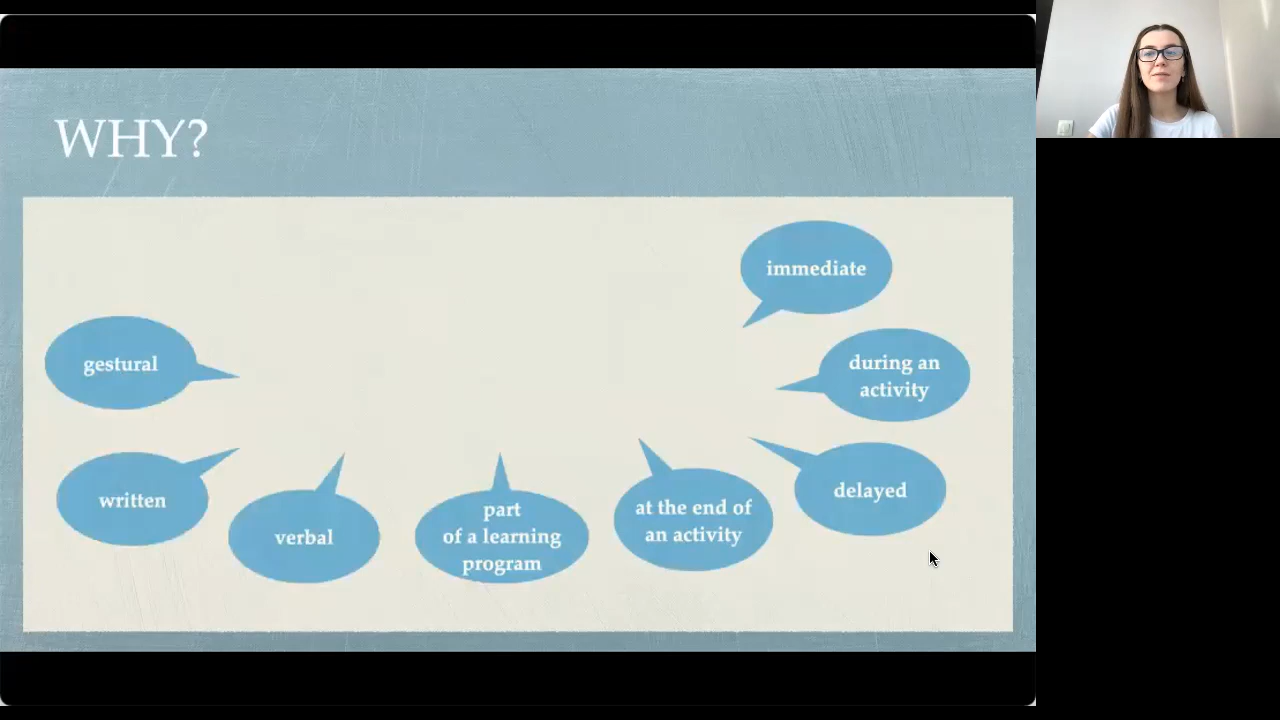 WHY?
immediate
gestural
during an
activity
written
verbal
part
of a learning
program
at the end of
an activity
delayed